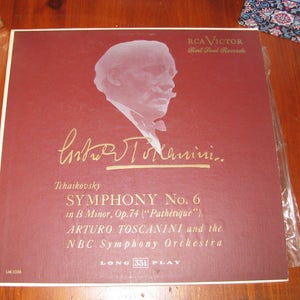 RCA VICTOR
Red Seal Records
Arturo Toscanini
Tchaikovsky
SYMPHONY No. 6
in B Minor, Op. 74 ("Pathétique")
ARTURO TOSCANINI and the
NBC Symphony Orchestra
LONG 33⅓ PLAY